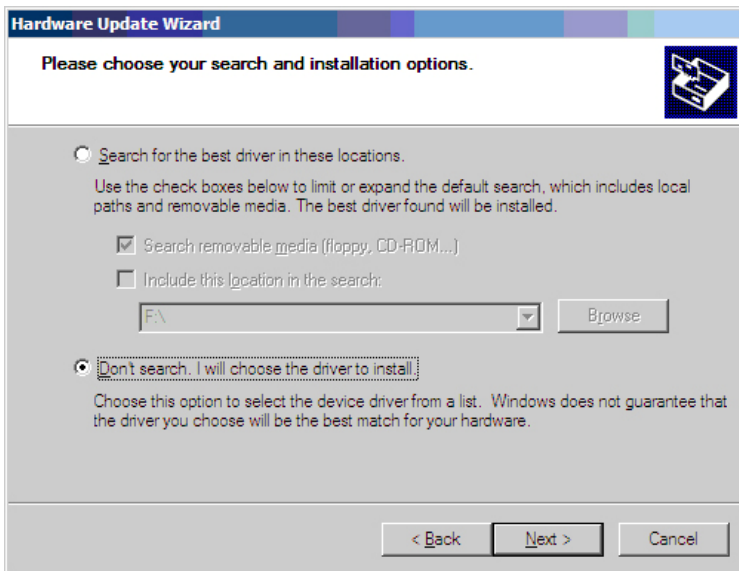 Hardware Update Wizard
Please choose your search and installation options.
Search for the best driver in these locations.
Use the check boxes below to limit or expand the default search, which includes local
paths and removable media. The best driver found will be installed.
Search removable media (floppy, CD-ROM...)
Include this location in the search:
F:\
Browse
Don't search. I will choose the driver to install.
Choose this option to select the device driver from a list.  Windows does not guarantee that
the driver you choose will be the best match for your hardware.
< Back
Next >
Cancel